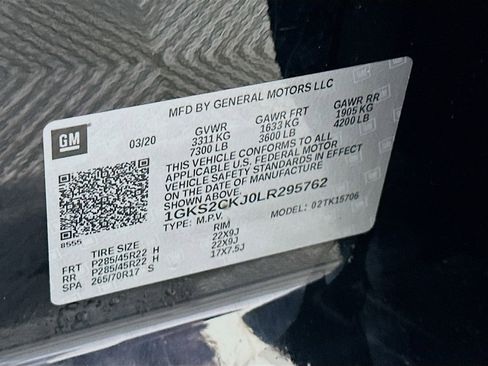 MFD BY GENERAL MOTORS LLC
GM
03/20
GVWR GAWR FRT GAWR RR
3311 KG 1633 KG 1905 KG
7300 LB 3600 LB 4200 LB
THIS VEHICLE CONFORMS TO ALL
APPLICABLE U.S. FEDERAL MOTOR
VEHICLE SAFETY STANDARDS IN EFFECT
ON THE DATE OF MANUFACTURE
SHOWN ABOVE.
1GKS2CKJ0LR295762
TYPE: M.P.V. MODEL: 02TK15706
8555
TIRE SIZE RIM
FRT P285/45R22 H 22X9J
RR P285/45R22 H 22X9J
SPA 265/70R17 S 17X7.5J